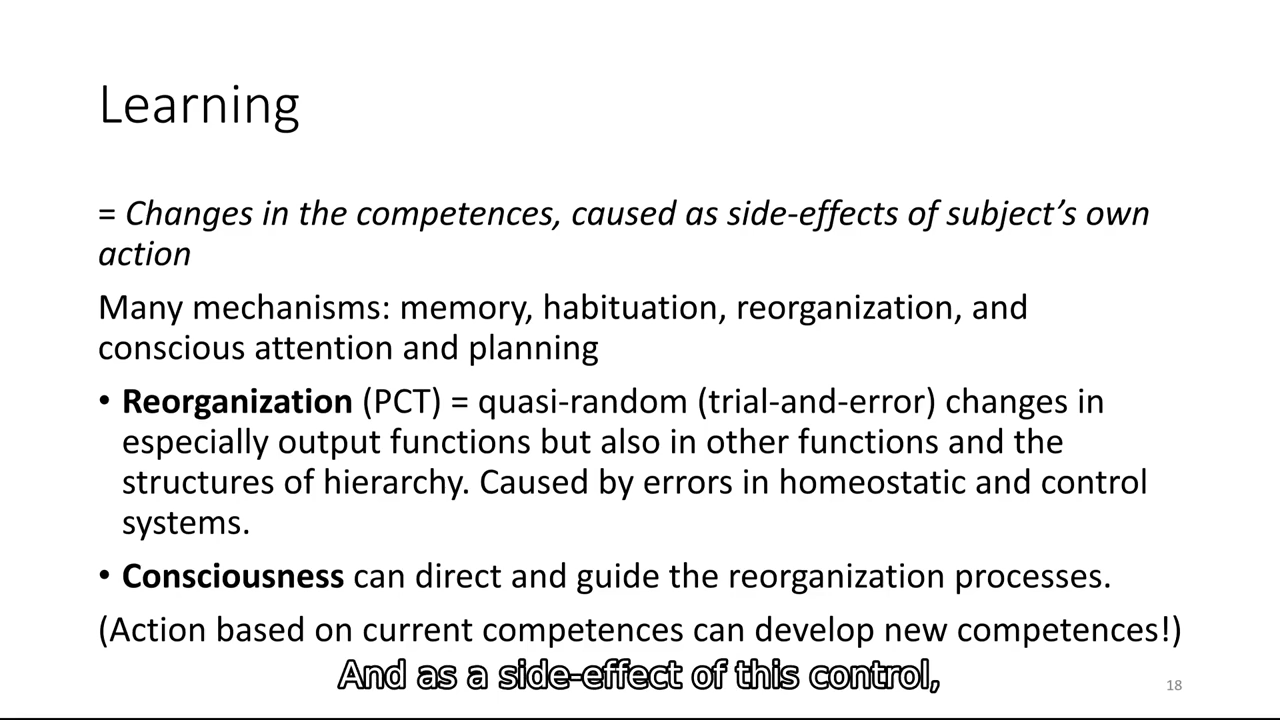 Learning
= Changes in the competences, caused as side-effects of subject's own
action
Many mechanisms: memory, habituation, reorganization, and
conscious attention and planning
• Reorganization (PCT) = quasi-random (trial-and-error) changes in
especially output functions but also in other functions and the
structures of hierarchy. Caused by errors in homeostatic and control
systems.
• Consciousness can direct and guide the reorganization processes.
(Action based on current competences can develop new competences!)
And as a side-effect of this control,
18